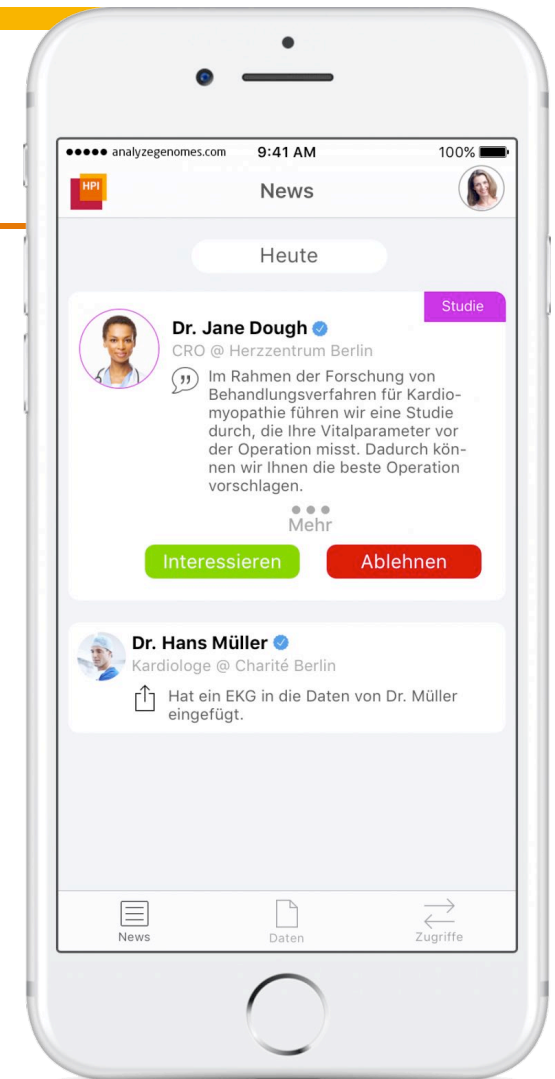 analyzegenomes.com 9:41 AM 100%
HPI
News
Heute
Studie
Dr. Jane Dough
CRO @ Herzzentrum Berlin
Im Rahmen der Forschung von
Behandlungsverfahren für Kardio-
myopathie führen wir eine Studie
durch, die Ihre Vitalparameter vor
der Operation misst. Dadurch kön-
nen wir Ihnen die beste Operation
vorschlagen.
Mehr
Interessieren Ablehnen
Dr. Hans Müller
Kardiologe @ Charité Berlin
Hat ein EKG in die Daten von Dr. Müller
eingefügt.
News Daten Zugriffe